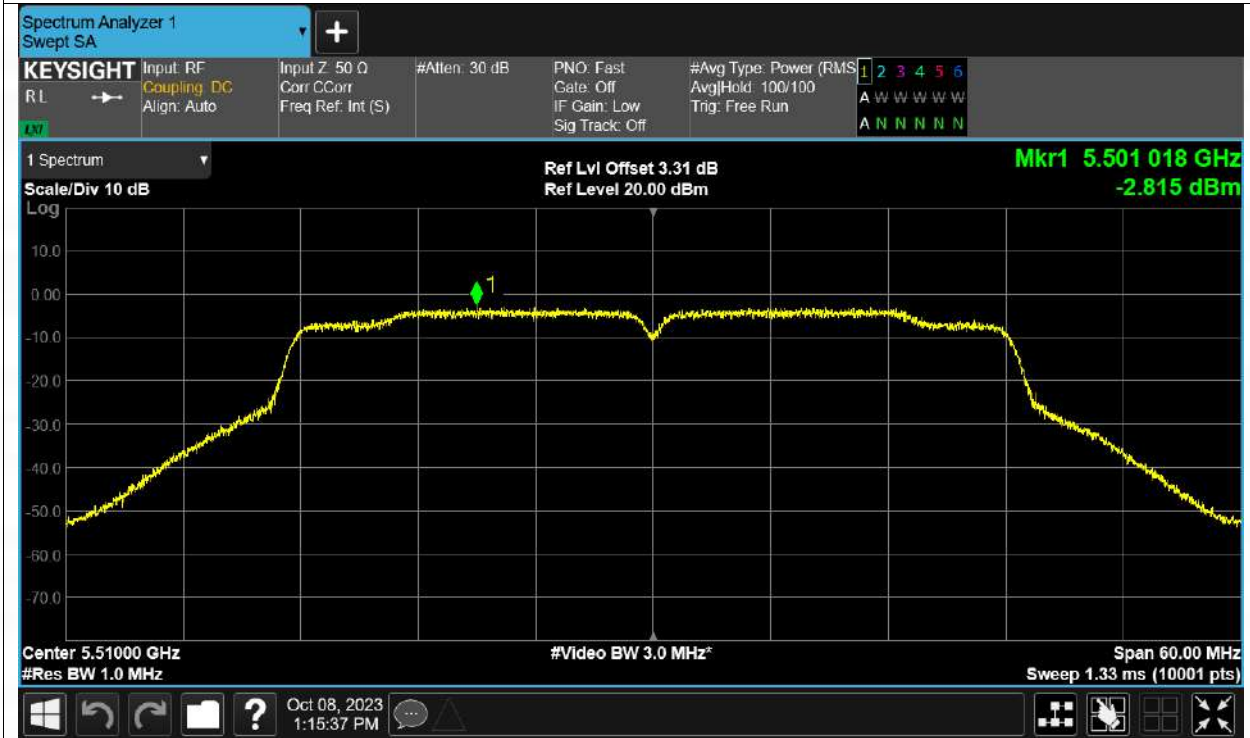 Spectrum Analyzer 1
Swept SA
KEYSIGHT Input: RF Input Z: 50 Ω #Atten: 30 dB PNO: Fast #Avg Type: Power (RMS 1 2 3 4 5 6
RL Coupling: DC Corr CCorr Gate: Off Avg|Hold: 100/100 A W W W W W
Align: Auto Freq Ref: Int (S) IF Gain: Low Trig: Free Run
LXI Sig Track: Off A N N N N N
1 Spectrum Ref Lvl Offset 3.31 dB Mkr1 5.501 018 GHz
Scale/Div 10 dB Ref Level 20.00 dBm -2.815 dBm
Log
10.0
1
0.00
-10.0
-20.0
-30.0
-40.0
-50.0
-60.0
-70.0
Center 5.51000 GHz #Video BW 3.0 MHz* Span 60.00 MHz
#Res BW 1.0 MHz Sweep 1.33 ms (10001 pts)
? Oct 08, 2023
1:15:37 PM